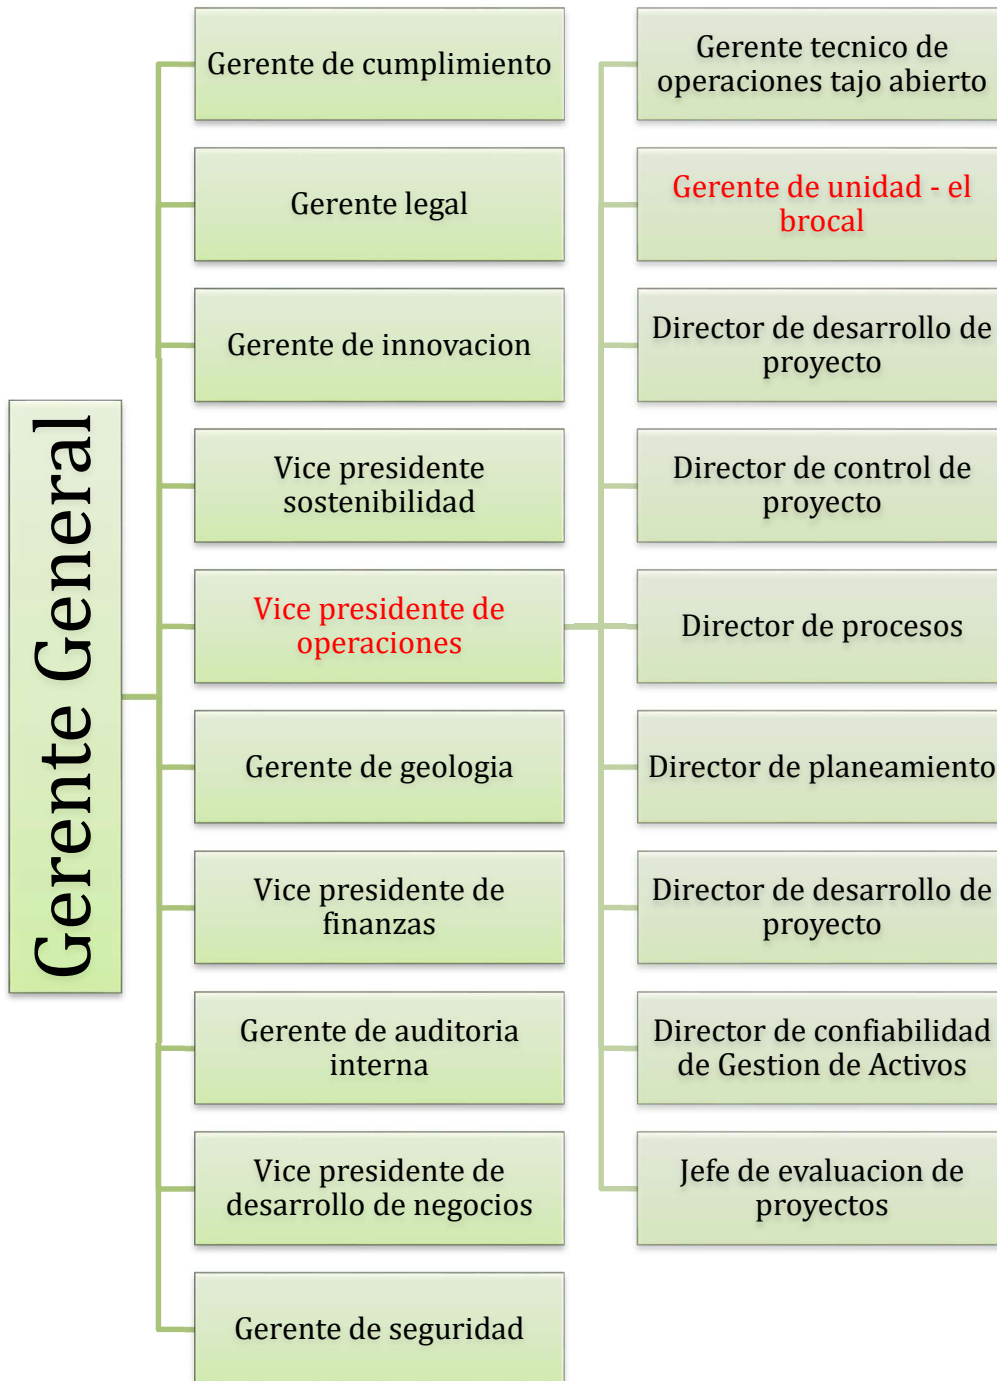 Gerente General
Gerente de cumplimiento
Gerente legal
Gerente de innovacion
Vice presidente
sostenibilidad
Vice presidente de
operaciones
Gerente de geologia
Vice presidente de
finanzas
Gerente de auditoria
interna
Vice presidente de
desarrollo de negocios
Gerente de seguridad
Gerente tecnico de
operaciones tajo abierto
Gerente de unidad - el
brocal
Director de desarrollo de
proyecto
Director de control de
proyecto
Director de procesos
Director de planeamiento
Director de desarrollo de
proyecto
Director de confiabilidad
de Gestion de Activos
Jefe de evaluacion de
proyectos